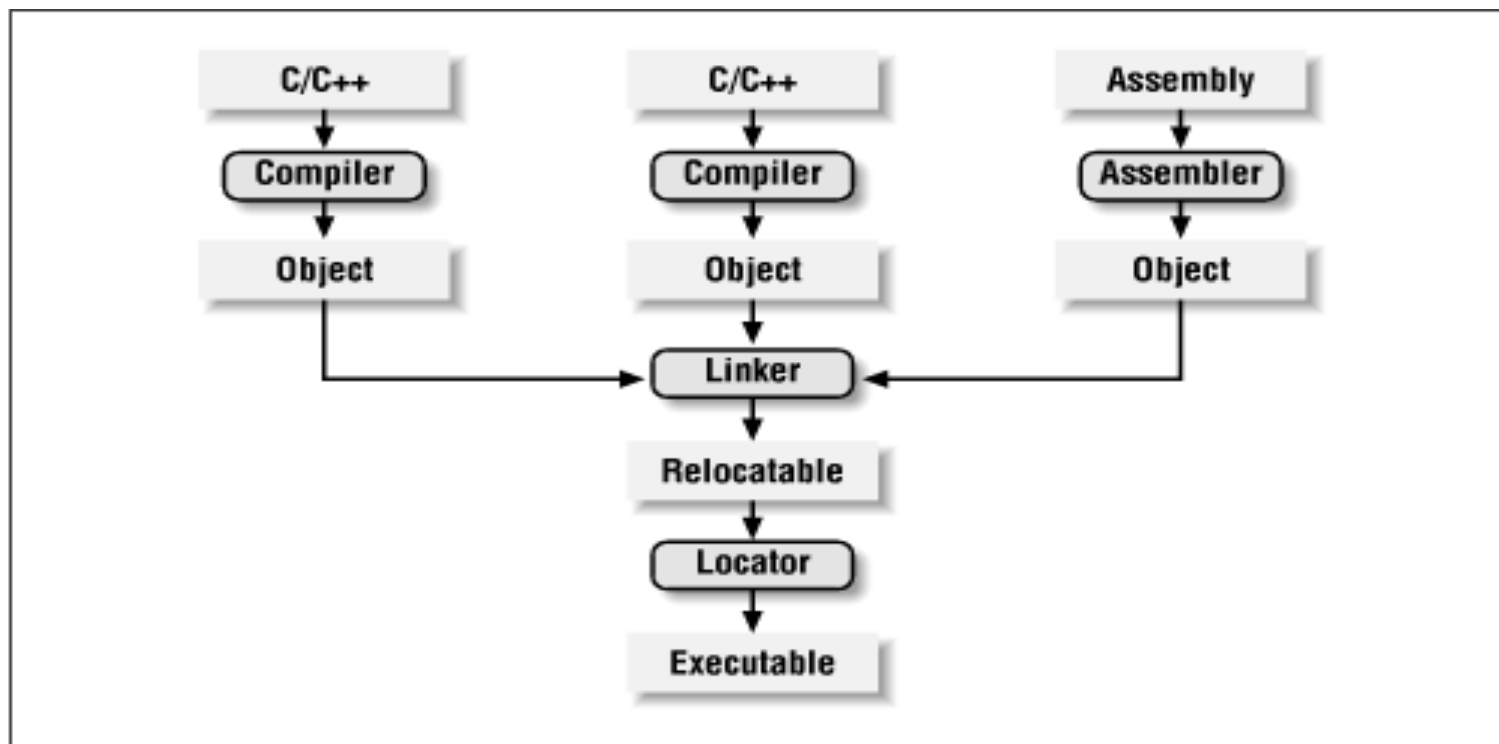 C/C++
C/C++
Assembly
Compiler
Compiler
Assembler
Object
Object
Object
Linker
Relocatable
Locator
Executable